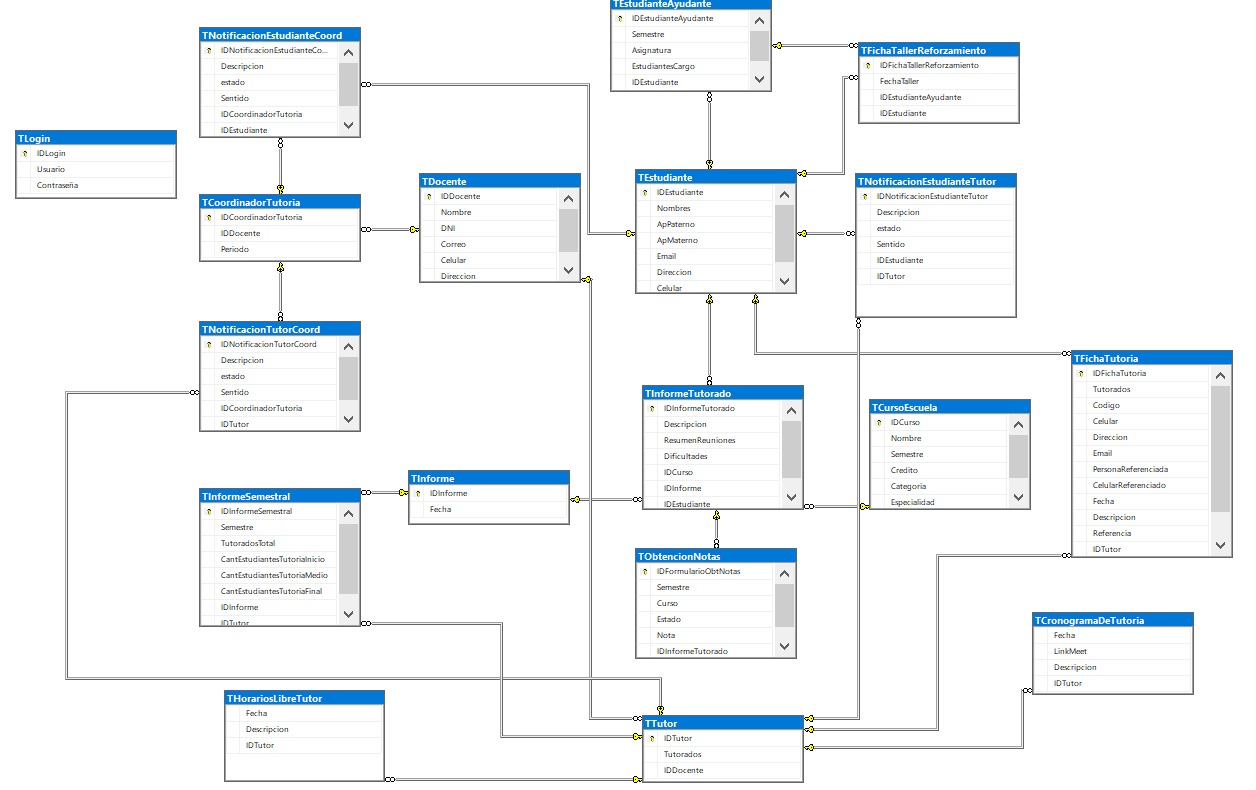 TEstudianteAyudante
IDEstudianteAyudante
Semestre
Asignatura
EstudiantesCargo
IDEstudiante
TNotificacionEstudianteCoord
IDNotificacionEstudianteCo...
Descripcion
estado
Sentido
IDCoordinadorTutoria
IDEstudiante
TFichaTallerReforzamiento
IDFichaTallerReforzamiento
FechaTaller
IDEstudianteAyudante
IDEstudiante
TLogin
IDLogin
Usuario
Contraseña
TCoordinadorTutoria
IDCoordinadorTutoria
IDDocente
Periodo
TDocente
IDDocente
Nombre
DNI
Correo
Celular
Direccion
TEstudiante
IDEstudiante
Nombres
ApPaterno
ApMaterno
Email
Direccion
Celular
TNotificacionEstudianteTutor
IDNotificacionEstudianteTutor
Descripcion
estado
Sentido
IDEstudiante
IDTutor
TNotificacionTutorCoord
IDNotificacionTutorCoord
Descripcion
estado
Sentido
IDCoordinadorTutoria
IDTutor
TFichaTutoria
IDFichaTutoria
Tutorados
Codigo
Celular
Direccion
Email
PersonaReferenciada
CelularReferenciado
Fecha
Descripcion
Referencia
IDTutor
TInformeTutorado
IDInformeTutorado
Descripcion
ResumenReuniones
Dificultades
IDCurso
IDInforme
IDEstudiante
TCursoEscuela
IDCurso
Nombre
Semestre
Credito
Categoria
Especialidad
TInforme
IDInforme
Fecha
TInformeSemestral
IDInformeSemestral
Semestre
TutoradosTotal
CantEstudiantesTutoriaInicio
CantEstudiantesTutoriaMedio
CantEstudiantesTutoriaFinal
IDInforme
IDTutor
TObtencionNotas
IDFormularioObtNotas
Semestre
Curso
Estado
Nota
IDInformeTutorado
TCronogramaDeTutoria
Fecha
LinkMeet
Descripcion
IDTutor
THorariosLibreTutor
Fecha
Descripcion
IDTutor
TTutor
IDTutor
Tutorados
IDDocente